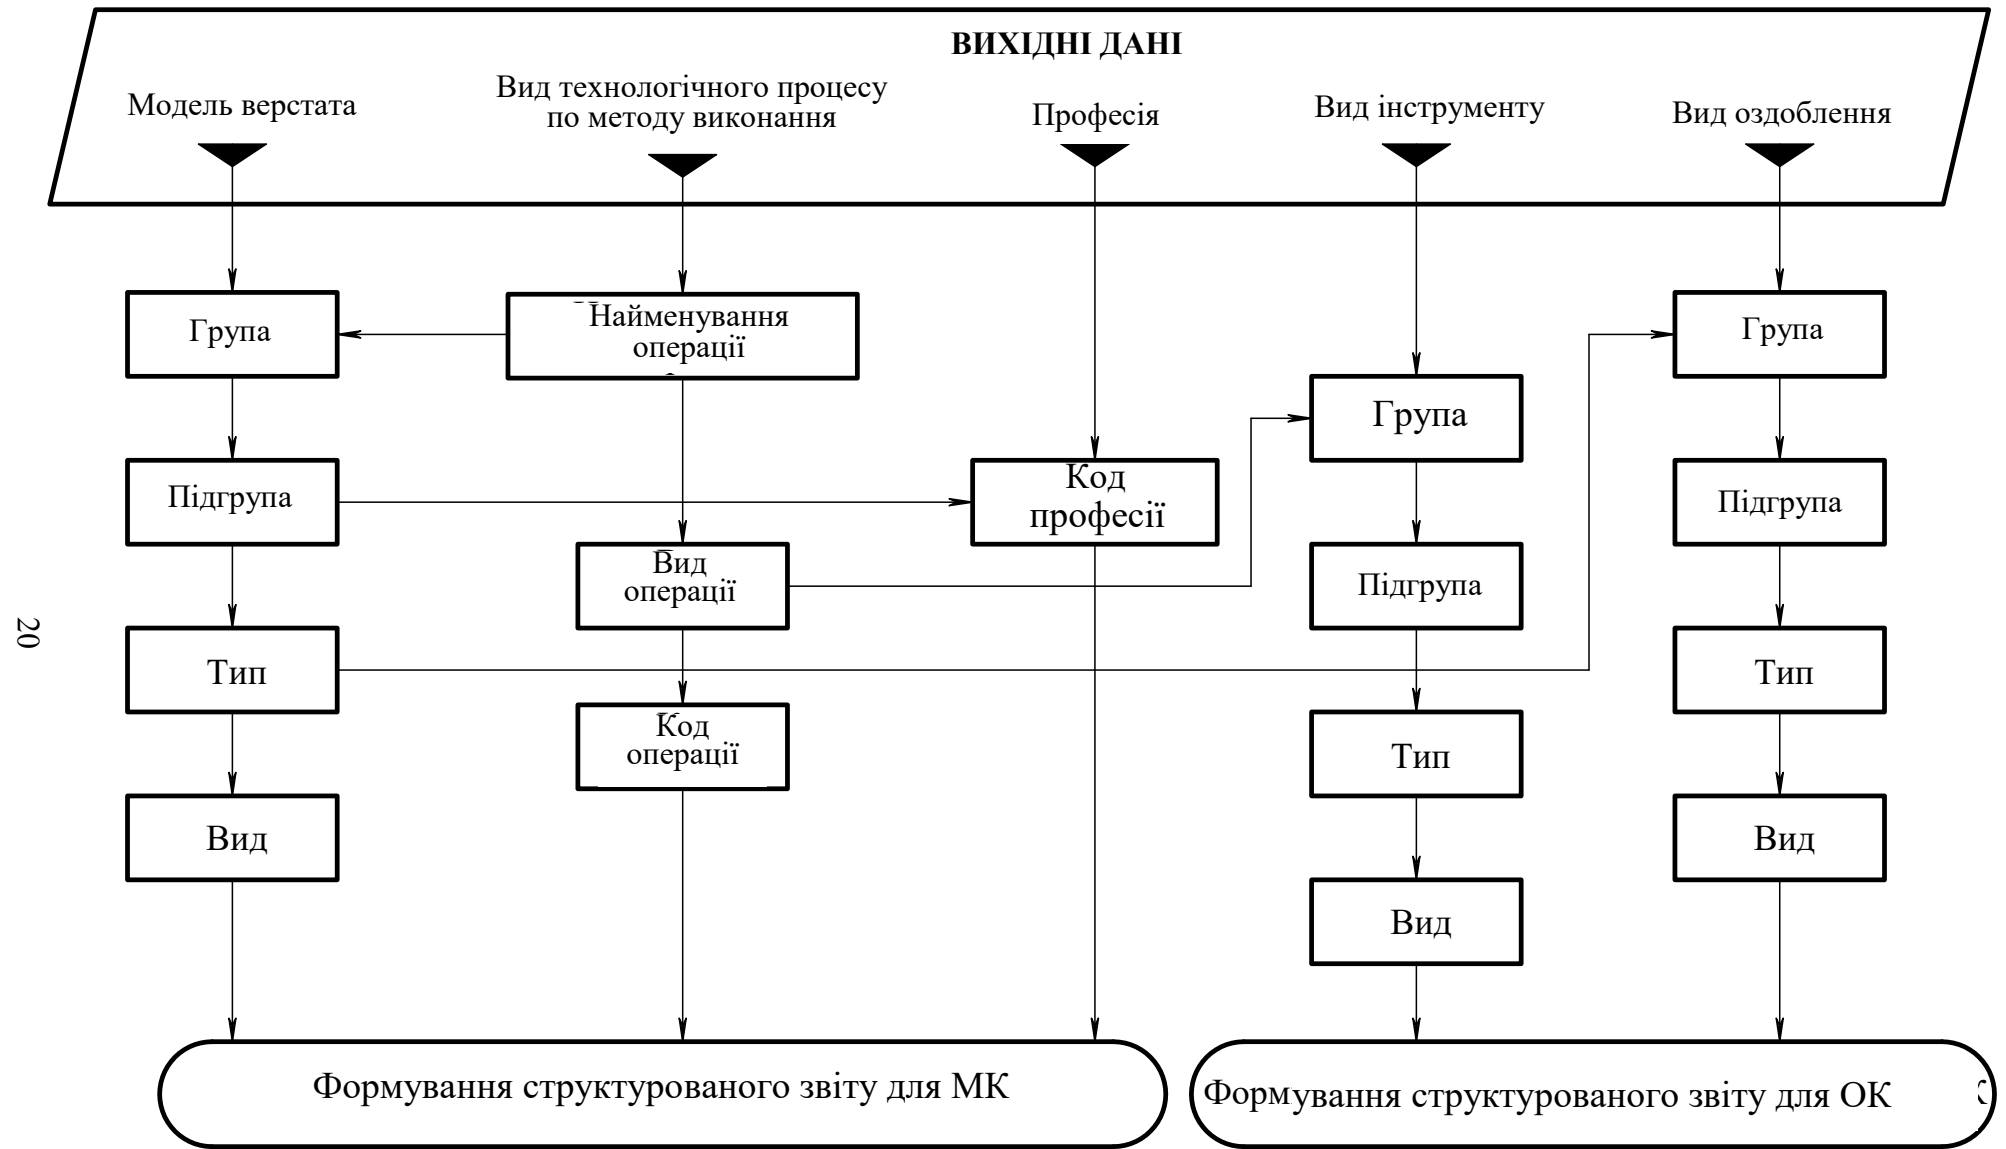 ВИХІДНІ ДАНІ
Модель верстата
Вид технологічного процесу
по методу виконання
Професія
Вид інструменту
Вид оздоблення
Група
Найменування
операції
Група
Група
Підгрупа
Код
професії
Підгрупа
Вид
операції
Підгрупа
20
Тип
Код
операції
Тип
Тип
Вид
Вид
Вид
Формування структурованого звіту для МК
Формування структурованого звіту для ОК